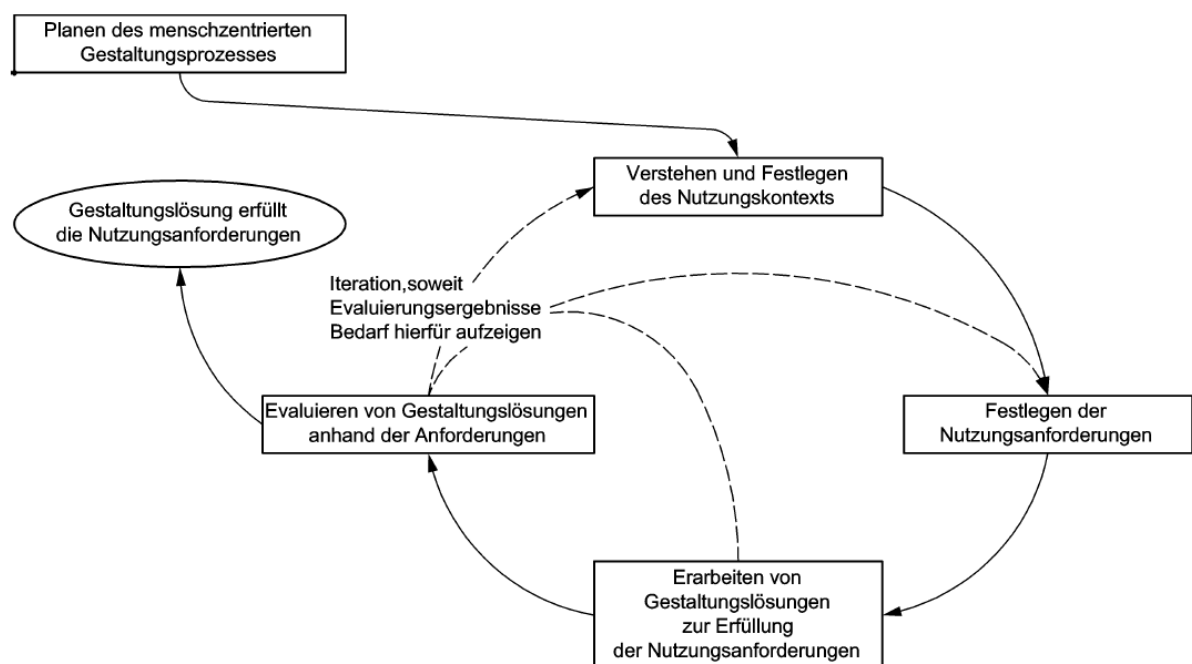 Planen des menschzentrierten
Gestaltungsprozesses
Verstehen und Festlegen
des Nutzungskontexts
Gestaltungslösung erfüllt
die Nutzungsanforderungen
Iteration,soweit
Evaluierungsergebnisse
Bedarf hierfür aufzeigen
Evaluieren von Gestaltungslösungen
anhand der Anforderungen
Festlegen der
Nutzungsanforderungen
Erarbeiten von
Gestaltungslösungen
zur Erfüllung
der Nutzungsanforderungen